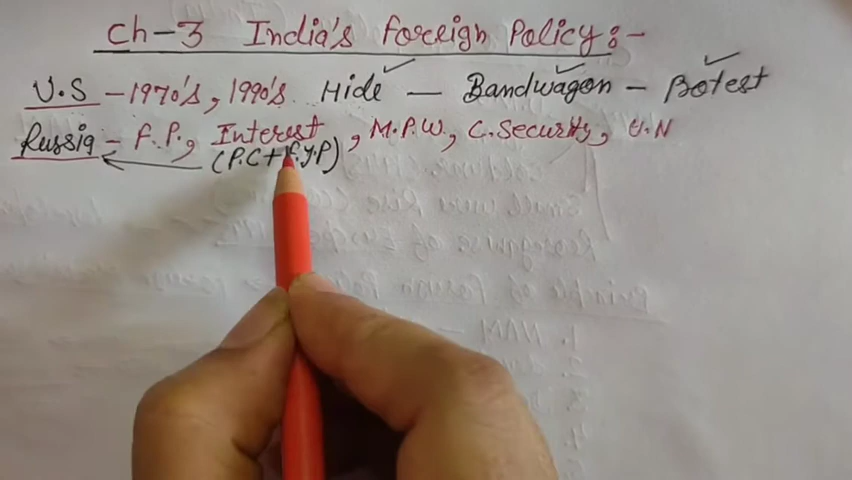 Ch-3 India's Foreign Policy:-
U.S - 1970's, 1990's. Hide - Bandwagon - Botest
Russia - F.P., Interest, M.P.W., C. Security, U.N
(P.C+F.Y.P)